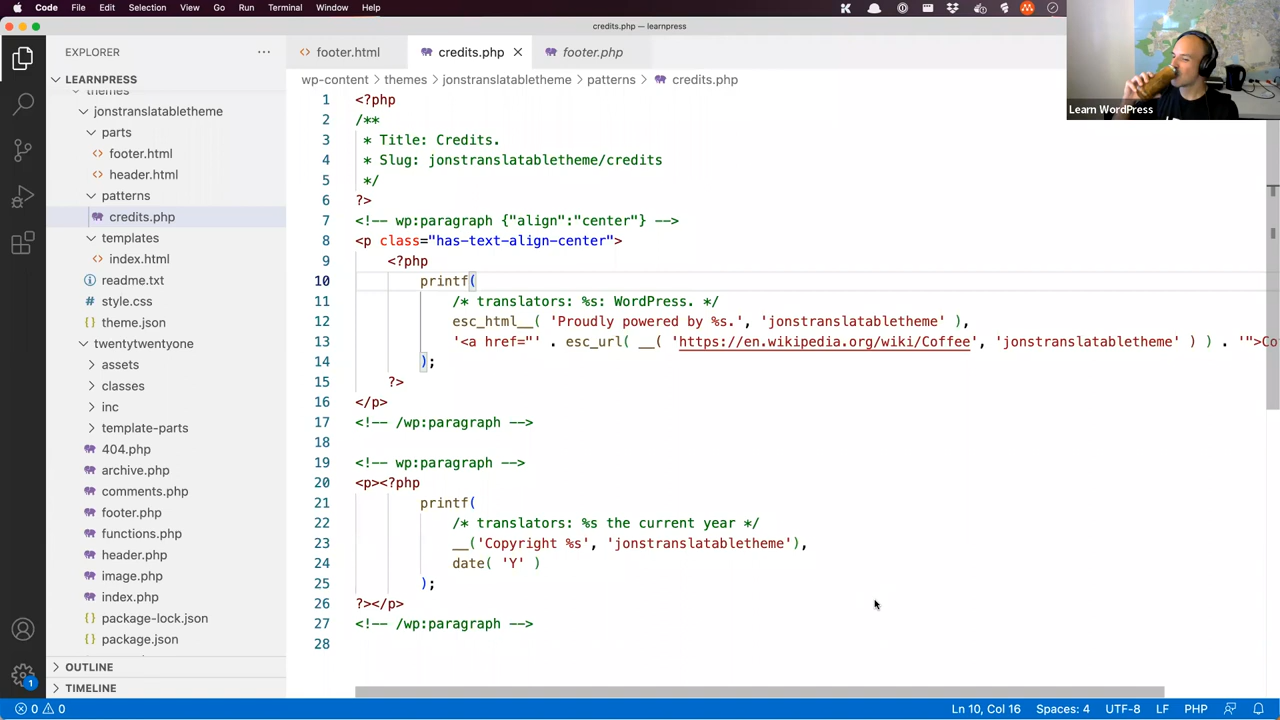 Code File Edit Selection View Go Run Terminal Window Help
credits.php — learnpress
Learn WordPress
EXPLORER
footer.html credits.php footer.php
LEARNPRESS
wp-content themes jonstranslatabletheme patterns credits.php
themes
jonstranslatabletheme
parts
footer.html
header.html
patterns
credits.php
templates
index.html
readme.txt
style.css
theme.json
twentytwentyone
assets
classes
inc
template-parts
404.php
archive.php
comments.php
footer.php
functions.php
header.php
image.php
index.php
package-lock.json
package.json
OUTLINE
TIMELINE
1 <?php
2 /**
3 * Title: Credits.
4 * Slug: jonstranslatabletheme/credits
5 */
6 ?>
7 <!-- wp:paragraph {"align":"center"} -->
8 <p class="has-text-align-center">
9 <?php
10 printf(
11 /* translators: %s: WordPress. */
12 esc_html__( 'Proudly powered by %s.', 'jonstranslatabletheme' ),
13 '<a href="' . esc_url( __( 'https://en.wikipedia.org/wiki/Coffee', 'jonstranslatabletheme' ) ) . '">Co
14 );
15 ?>
16 </p>
17 <!-- /wp:paragraph -->
18
19 <!-- wp:paragraph -->
20 <p><?php
21 printf(
22 /* translators: %s the current year */
23 __('Copyright %s', 'jonstranslatabletheme'),
24 date( 'Y' )
25 );
26 ?></p>
27 <!-- /wp:paragraph -->
28
1
0 0 Ln 10, Col 16 Spaces: 4 UTF-8 LF PHP